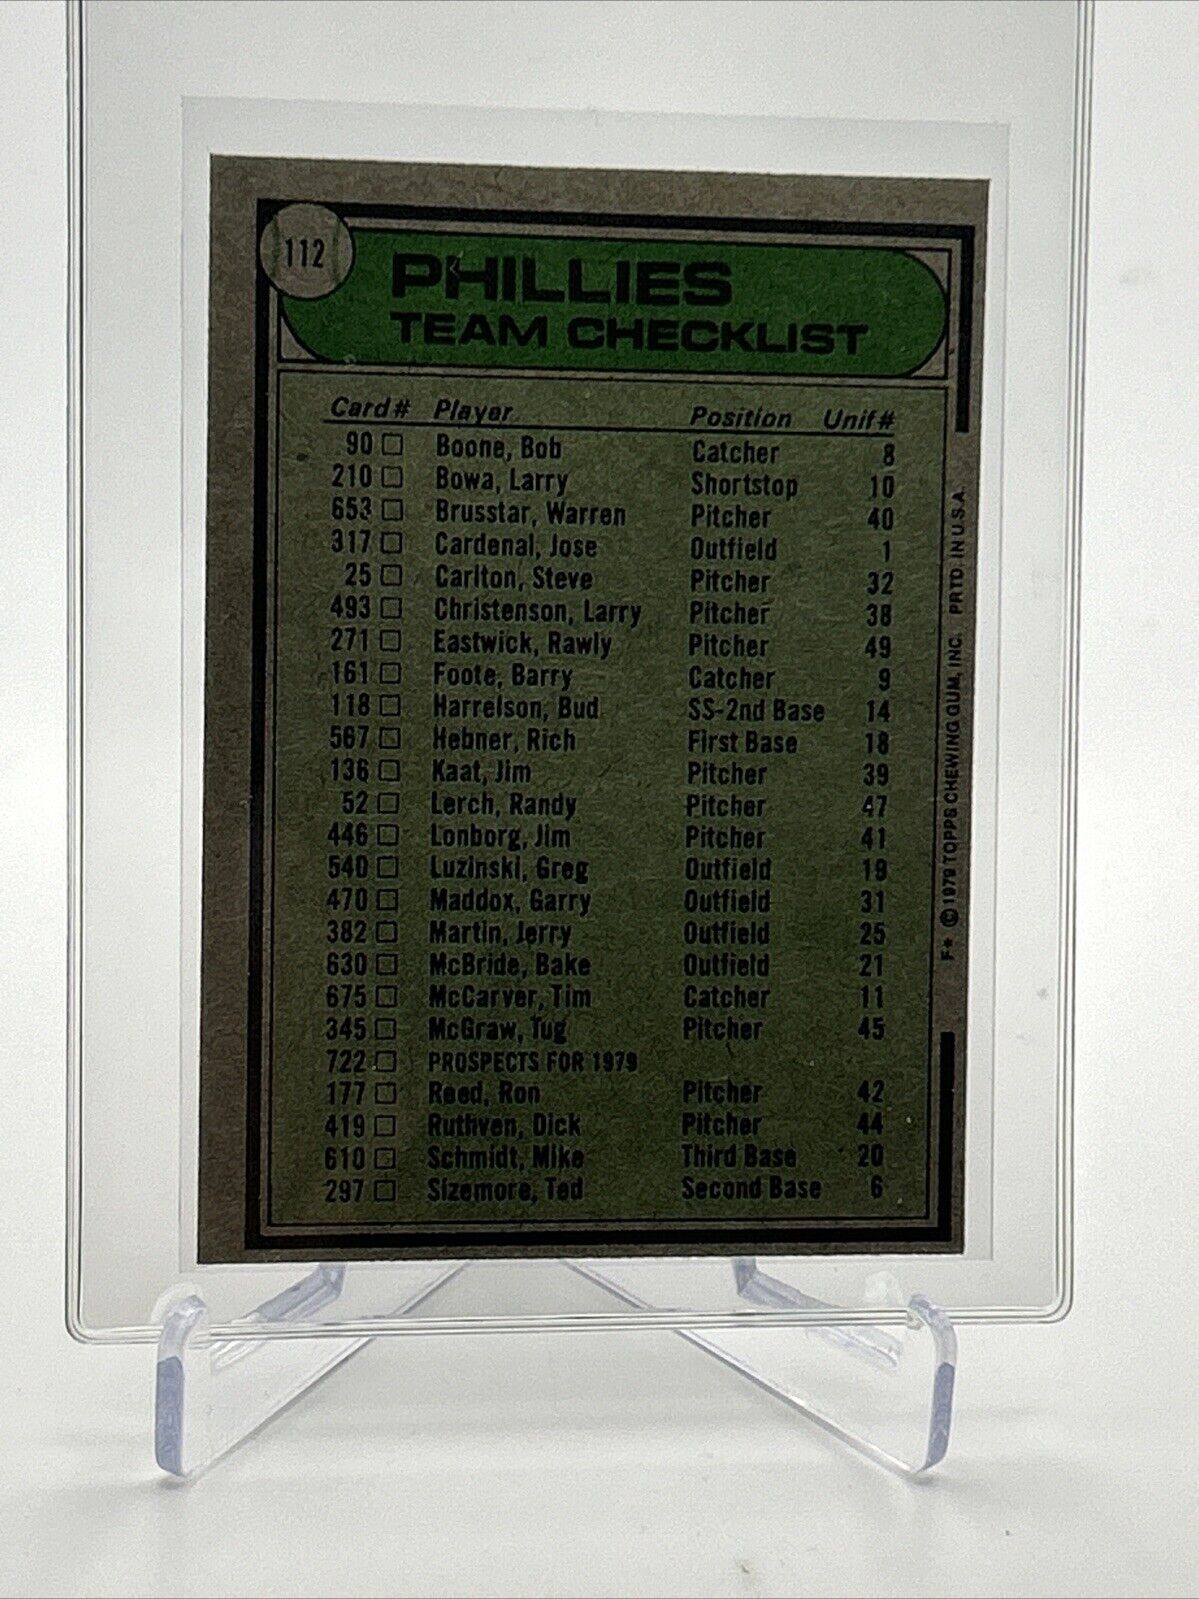 112
PHILLIES
TEAM CHECKLIST
Card # Player Position Unif #
90 Boone, Bob Catcher 8
210 Bowa, Larry Shortstop 10
653 Brusstar, Warren Pitcher 40
317 Cardenal, Jose Outfield 1
25 Carlton, Steve Pitcher 32
493 Christenson, Larry Pitcher 38
271 Eastwick, Rawly Pitcher 49
161 Foote, Barry Catcher 9
118 Harrelson, Bud SS-2nd Base 14
567 Hebner, Rich First Base 18
136 Kaat, Jim Pitcher 39
52 Lerch, Randy Pitcher 47
446 Lonborg, Jim Pitcher 41
540 Luzinski, Greg Outfield 19
470 Maddox, Garry Outfield 31
382 Martin, Jerry Outfield 25
630 McBride, Bake Outfield 21
675 McCarver, Tim Catcher 11
345 McGraw, Tug Pitcher 45
722 PROSPECTS FOR 1979
177 Reed, Ron Pitcher 42
419 Ruthven, Dick Pitcher 44
610 Schmidt, Mike Third Base 20
297 Sizemore, Ted Second Base 6
F* © 1979 TOPPS CHEWING GUM, INC. PRTD. IN U.S.A.